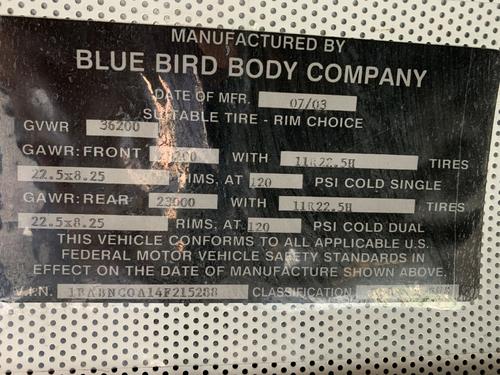 MANUFACTURED BY
BLUE BIRD BODY COMPANY
DATE OF MFR. 07/03
SUITABLE TIRE - RIM CHOICE
GVWR 36200
GAWR: FRONT WITH 11R22.5H TIRES
22.5x8.25 RIMS, AT 120 PSI COLD SINGLE
GAWR: REAR 23000 WITH 11R22.5H TIRES
22.5x8.25 RIMS, AT 120 PSI COLD DUAL
THIS VEHICLE CONFORMS TO ALL APPLICABLE U.S.
FEDERAL MOTOR VEHICLE SAFETY STANDARDS IN
EFFECT ON THE DATE OF MANUFACTURE SHOWN ABOVE.
V.I.N. CLASSIFICATION